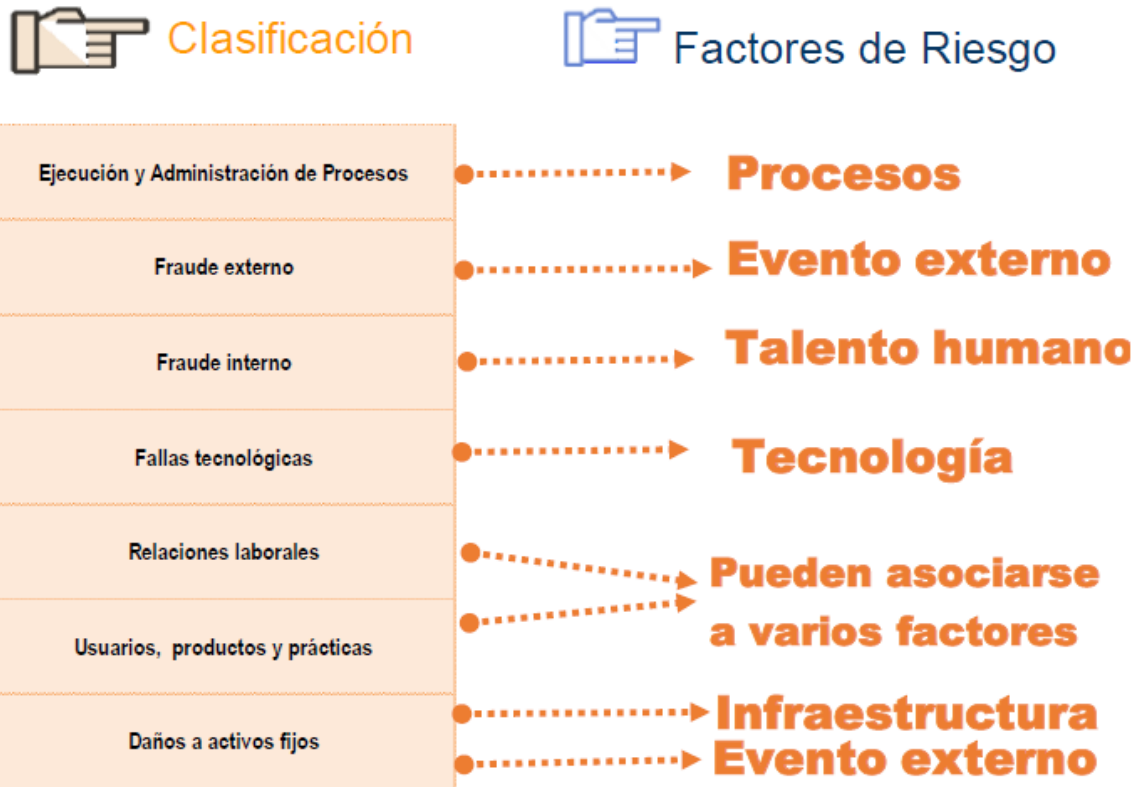 Clasificación
Factores de Riesgo
Ejecución y Administración de Procesos
Procesos
Fraude externo
Evento externo
Fraude interno
Talento humano
Fallas tecnológicas
Tecnología
Relaciones laborales
Usuarios, productos y prácticas
Pueden asociarse
a varios factores
Daños a activos fijos
Infraestructura
Evento externo